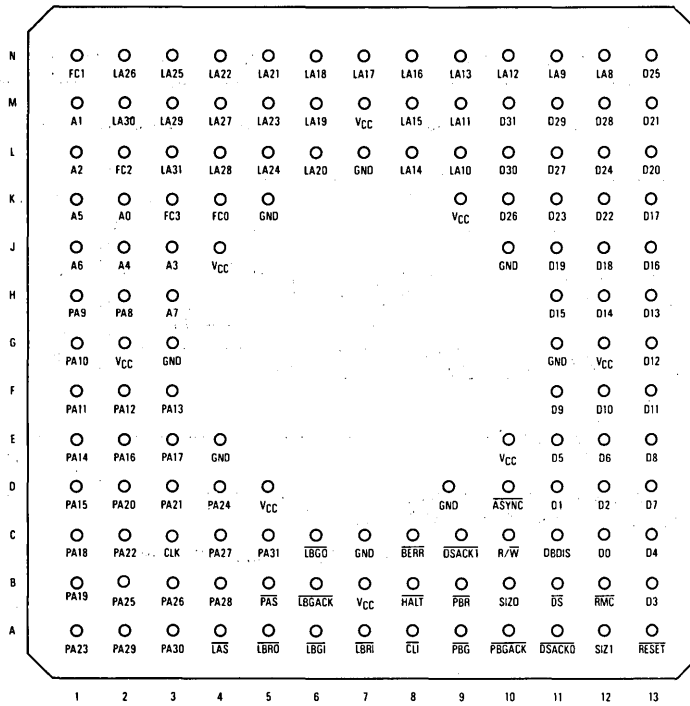 N
FC1 LA26 LA25 LA22 LA21 LA18 LA17 LA16 LA13 LA12 LA9 LA8 D25
M
A1 LA30 LA29 LA27 LA23 LA19 VCC LA15 LA11 D31 D29 D28 D21
L
A2 FC2 LA31 LA28 LA24 LA20 GND LA14 LA10 D30 D27 D24 D20
K
A5 A0 FC3 FC0 GND VCC D26 D23 D22 D17
J
A6 A4 A3 VCC GND D19 D18 D16
H
PA9 PA8 A7 D15 D14 D13
G
PA10 VCC GND GND VCC D12
F
PA11 PA12 PA13 D9 D10 D11
E
PA14 PA16 PA17 GND VCC D5 D6 D8
D
PA15 PA20 PA21 PA24 VCC GND ASYNC D1 D2 D7
C
PA18 PA22 CLK PA27 PA31 LBGO GND BERR DSACK1 R/W DBDIS D0 D4
B
PA19 PA25 PA26 PA28 PAS LBGACK VCC HALT PBR SIZ0 DS RMC D3
A
PA23 PA29 PA30 LAS LBRO LBGI LBRI CLI PBG PBGACK DSACK0 SIZ1 RESET
1 2 3 4 5 6 7 8 9 10 11 12 13